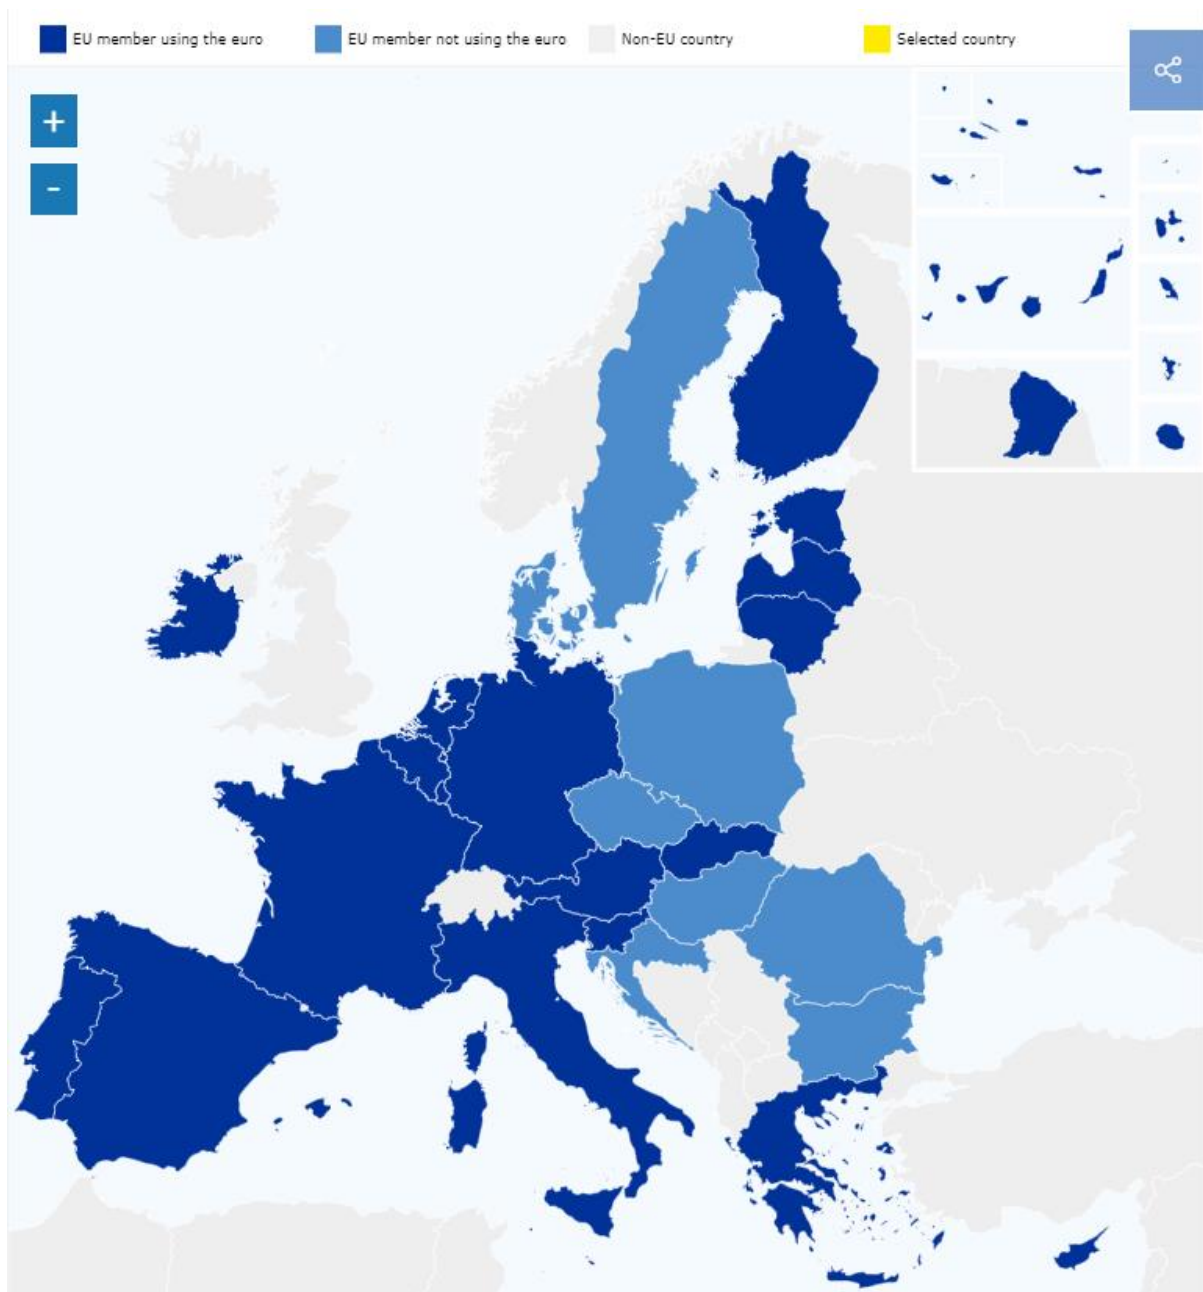 EU member using the euro
EU member not using the euro
Non-EU country
Selected country
+
-